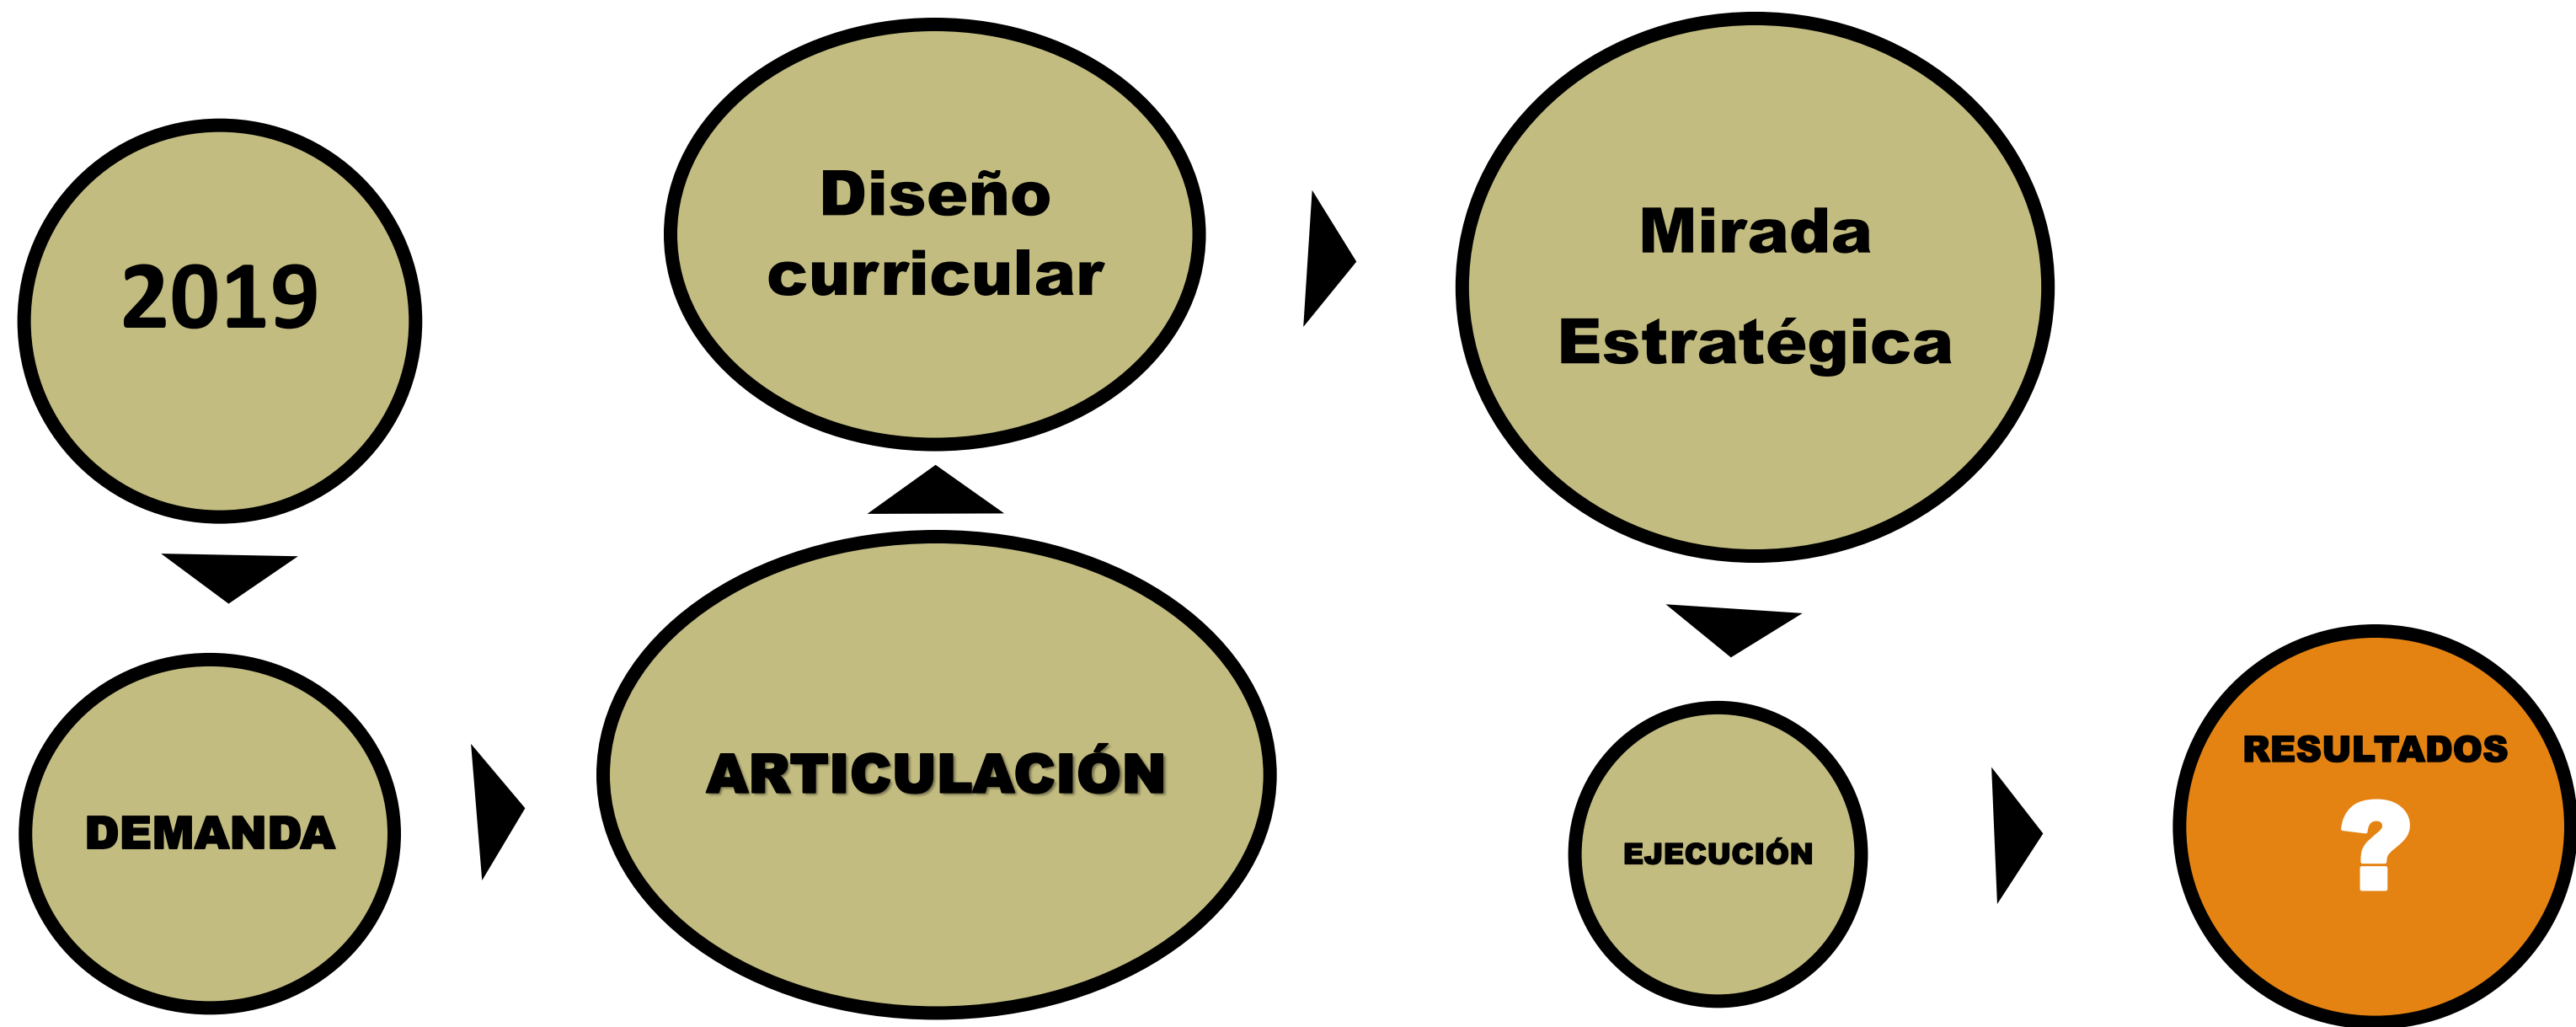 2019
DEMANDA
ARTICULACIÓN
Diseño
curricular
Mirada
Estratégica
EJECUCIÓN
RESULTADOS
?